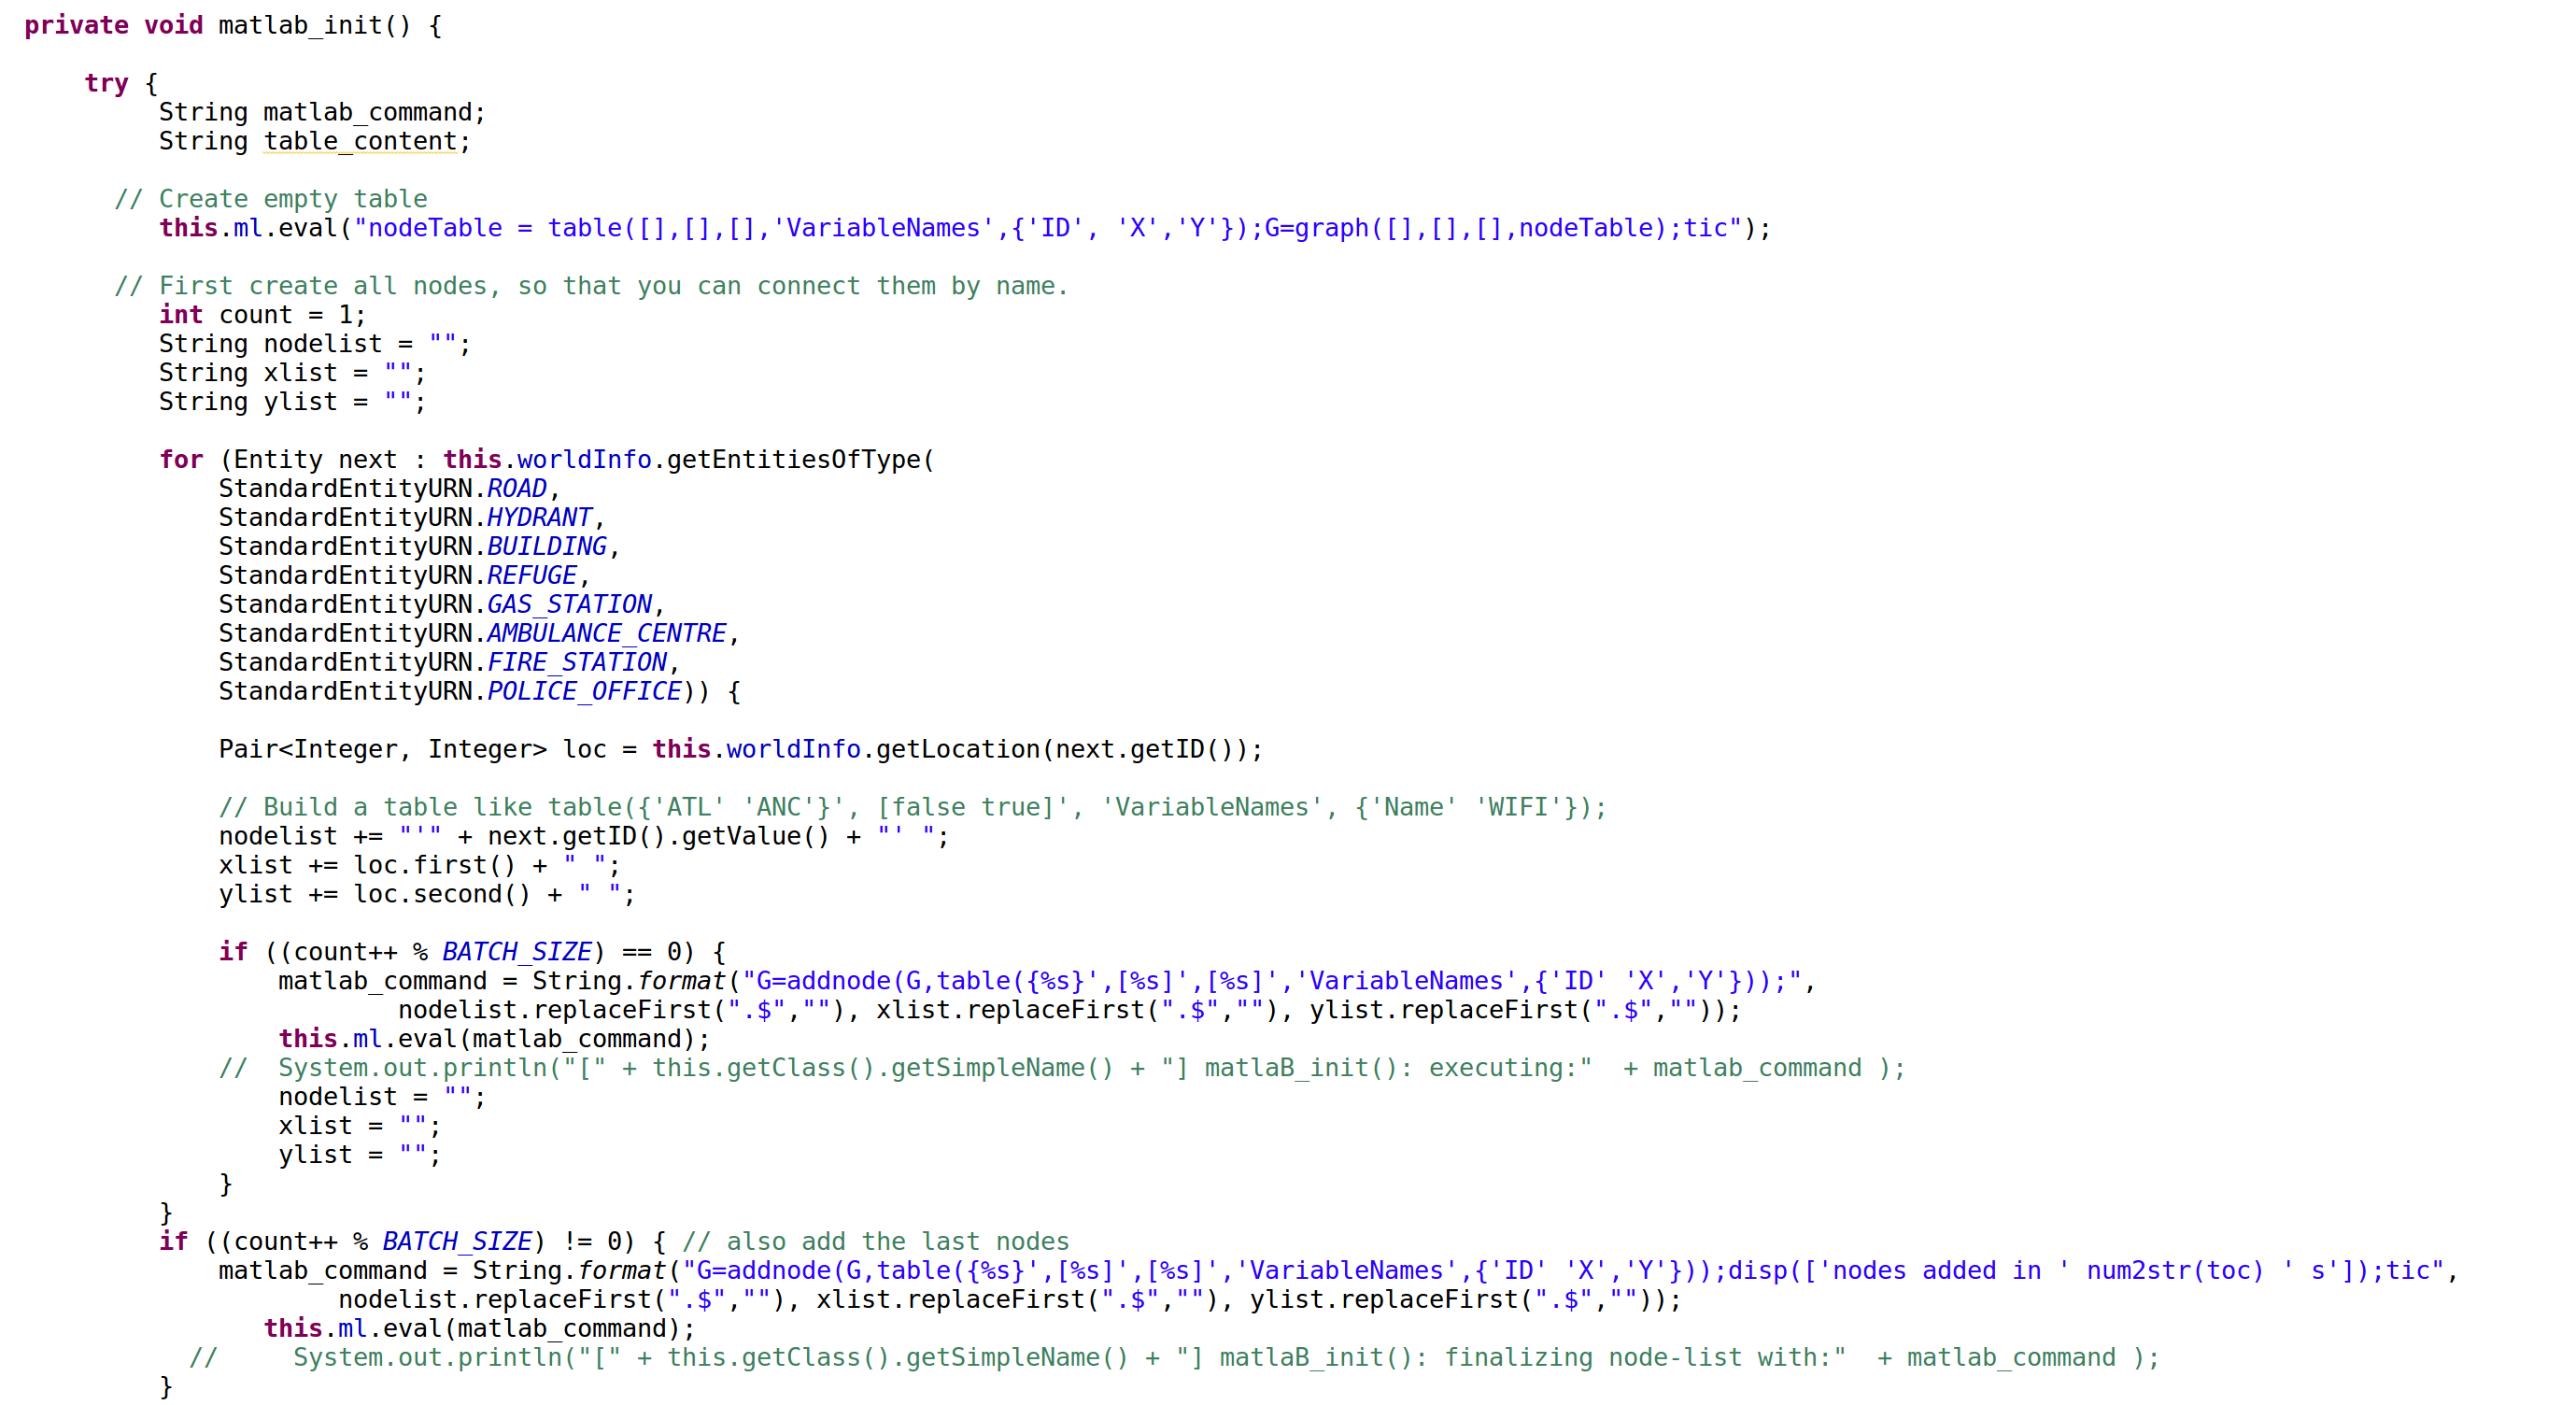 private void matlab_init() {
try {
String matlab_command;
String table_content;
// Create empty table
this.ml.eval("nodeTable = table([],[],[],'VariableNames',{'ID', 'X','Y'});G=graph([],[],[],nodeTable);tic");
// First create all nodes, so that you can connect them by name.
int count = 1;
String nodelist = "";
String xlist = "";
String ylist = "";
for (Entity next : this.worldInfo.getEntitiesOfType(
StandardEntityURN.ROAD,
StandardEntityURN.HYDRANT,
StandardEntityURN.BUILDING,
StandardEntityURN.REFUGE,
StandardEntityURN.GAS_STATION,
StandardEntityURN.AMBULANCE_CENTRE,
StandardEntityURN.FIRE_STATION,
StandardEntityURN.POLICE_OFFICE)) {
Pair<Integer, Integer> loc = this.worldInfo.getLocation(next.getID());
// Build a table like table({'ATL' 'ANC'}', [false true]', 'VariableNames', {'Name' 'WIFI'});
nodelist += "'" + next.getID().getValue() + "' ";
xlist += loc.first() + " ";
ylist += loc.second() + " ";
if ((count++ % BATCH_SIZE) == 0) {
matlab_command = String.format("G=addnode(G,table({%s}',[%s]',[%s]','VariableNames',{'ID' 'X','Y'}));",
nodelist.replaceFirst(".$",""), xlist.replaceFirst(".$",""), ylist.replaceFirst(".$",""));
this.ml.eval(matlab_command);
//  System.out.println("[" + this.getClass().getSimpleName() + "] matlaB_init(): executing:"  + matlab_command );
nodelist = "";
xlist = "";
ylist = "";
}
}
if ((count++ % BATCH_SIZE) != 0) { // also add the last nodes
matlab_command = String.format("G=addnode(G,table({%s}',[%s]',[%s]','VariableNames',{'ID' 'X','Y'}));disp(['nodes added in ' num2str(toc) ' s']);tic",
nodelist.replaceFirst(".$",""), xlist.replaceFirst(".$",""), ylist.replaceFirst(".$",""));
this.ml.eval(matlab_command);
//     System.out.println("[" + this.getClass().getSimpleName() + "] matlaB_init(): finalizing node-list with:"  + matlab_command );
}